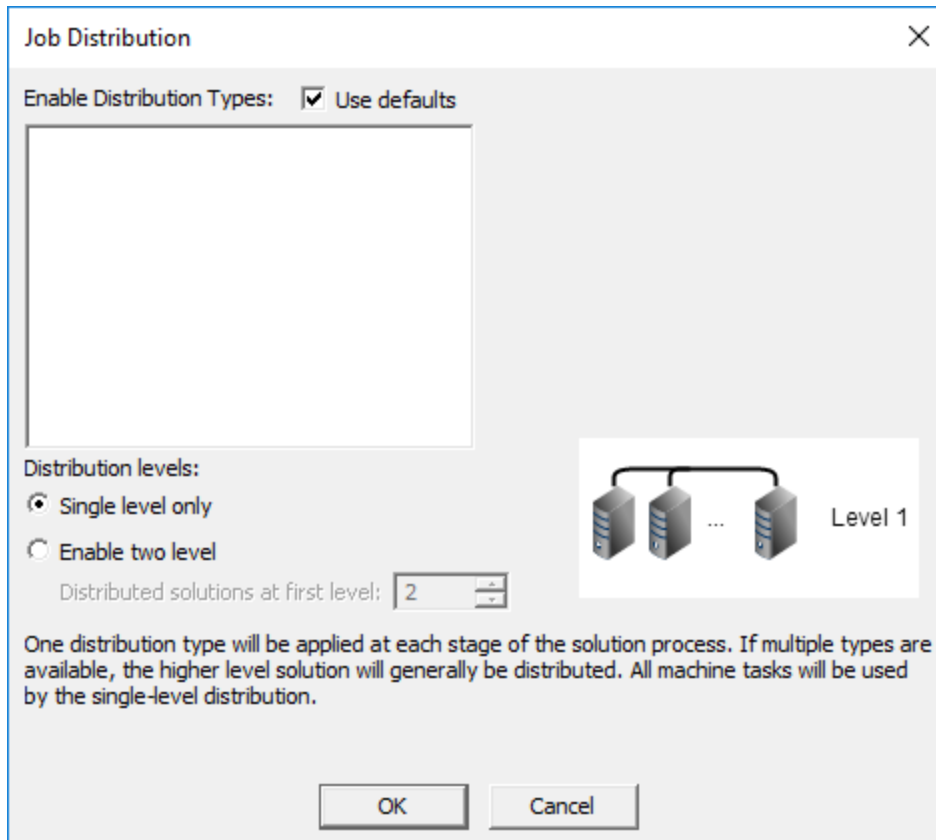 Job Distribution
Enable Distribution Types: Use defaults
Distribution levels:
Single level only
Enable two level
Distributed solutions at first level: 2
... Level 1
One distribution type will be applied at each stage of the solution process. If multiple types are
available, the higher level solution will generally be distributed. All machine tasks will be used
by the single-level distribution.
OK Cancel